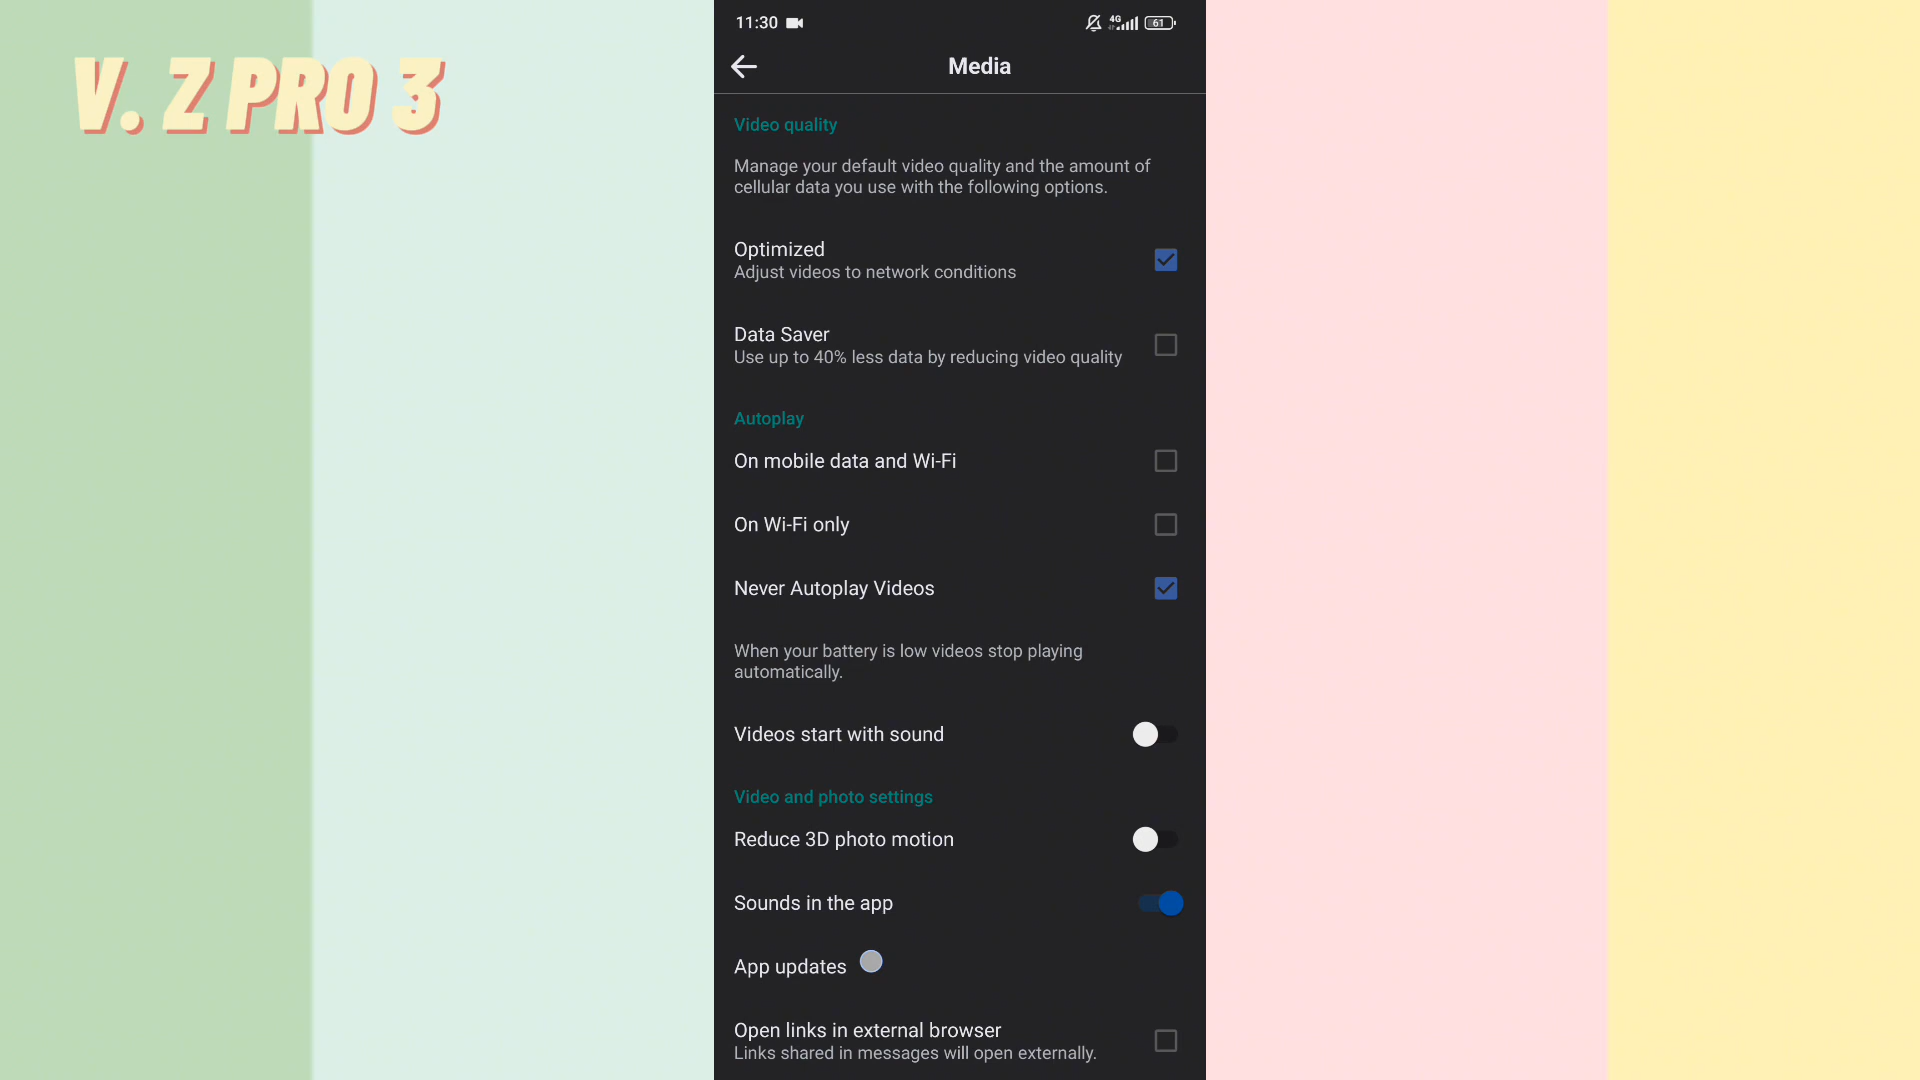 V. Z PRO 3
11:30
4G
61
Media
Video quality
Manage your default video quality and the amount of
cellular data you use with the following options.
Optimized
Adjust videos to network conditions
Data Saver
Use up to 40% less data by reducing video quality
Autoplay
On mobile data and Wi-Fi
On Wi-Fi only
Never Autoplay Videos
When your battery is low videos stop playing
automatically.
Videos start with sound
Video and photo settings
Reduce 3D photo motion
Sounds in the app
App updates
Open links in external browser
Links shared in messages will open externally.